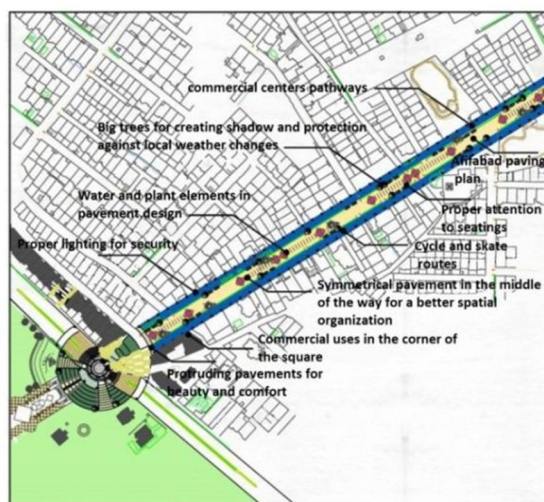 commercial centers pathways
Big trees for creating shadow and protection
against local weather changes
Alifabad paving
plan
Water and plant elements in
pavement design
Proper attention
to seatings
Proper lighting for security
Cycle and skate
routes
Symmetrical pavement in the middle
of the way for a better spatial
organization
Commercial uses in the corner of
the square
Protruding pavements for
beauty and comfort